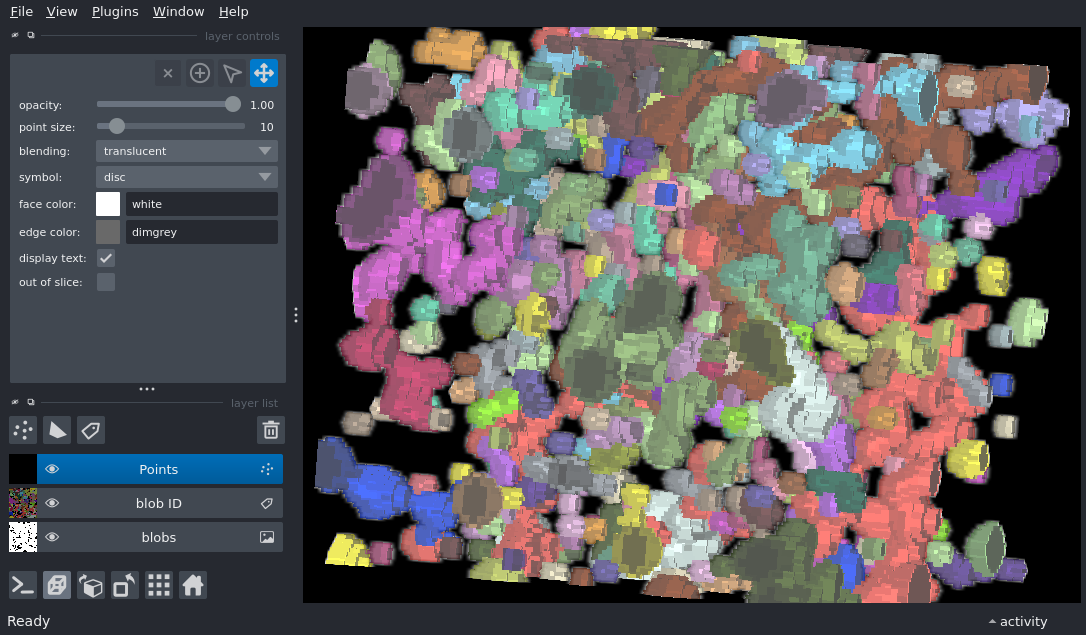 File View Plugins Window Help
layer controls
opacity: 1.00
point size: 10
blending: translucent
symbol: disc
face color: white
edge color: dimgrey
display text:
out of slice:
layer list
Points
blob ID
blobs
Ready activity